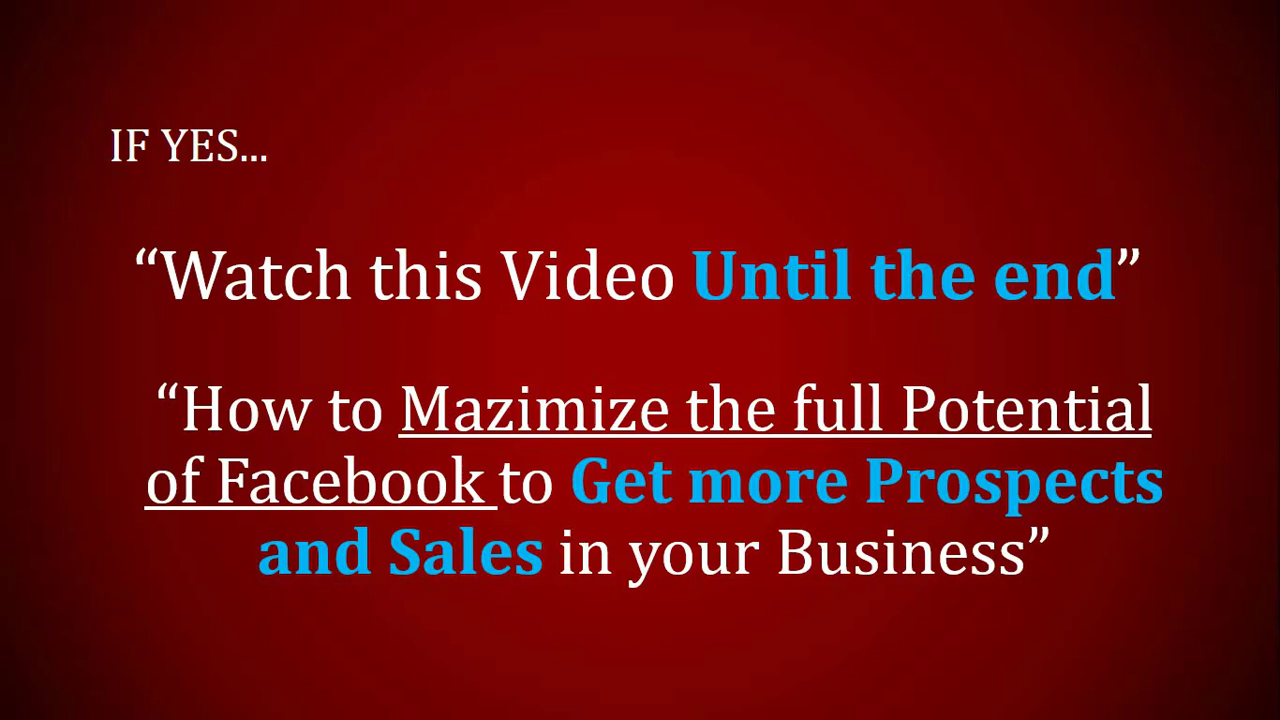 IF YES...
“Watch this Video Until the end”
“How to Mazimize the full Potential
of Facebook to Get more Prospects
and Sales in your Business”